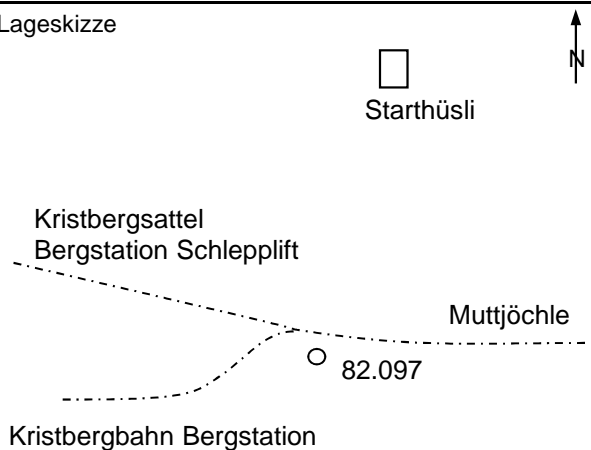 Lageskizze
N
Starthüsli
Kristbergsattel
Bergstation Schlepplift
Muttjöchle
82.097
Kristbergbahn Bergstation